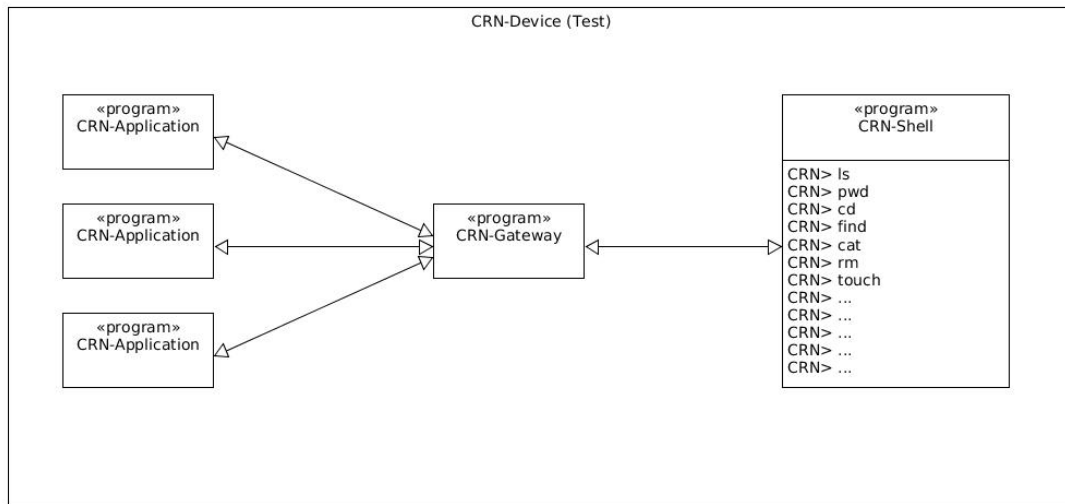 CRN-Device (Test)
«program»
CRN-Application
«program»
CRN-Application
«program»
CRN-Application
«program»
CRN-Gateway
«program»
CRN-Shell
CRN> ls
CRN> pwd
CRN> cd
CRN> find
CRN> cat
CRN> rm
CRN> touch
CRN> ...
CRN> ...
CRN> ...
CRN> ...
CRN> ...